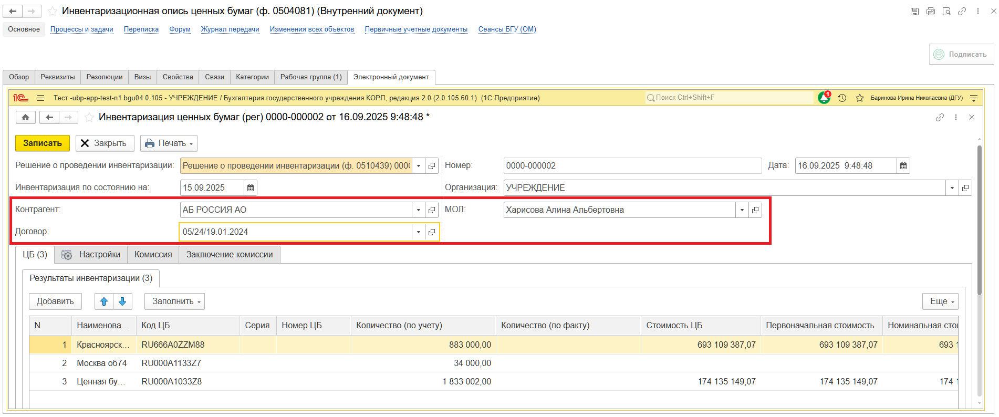 Инвентаризационная опись ценных бумаг (ф. 0504081) (Внутренний документ)
Основное Процессы и задачи Переписка Форум Журнал передачи Изменения всех объектов Первичные учетные документы Сеансы БГУ (ОМ)
Подписать
Обзор Реквизиты Резолюции Визы Свойства Связи Категории Рабочая группа (1) Электронный документ
1С Тест -ubp-app-test-n1 bgu04 0,105 - УЧРЕЖДЕНИЕ / Бухгалтерия государственного учреждения КОРП, редакция 2.0 (2.0.105.60.1) (1С:Предприятие) Поиск Ctrl+Shift+F 1 Баринова Ирина Николаевна (ДГУ)
Инвентаризация ценных бумаг (рег) 0000-000002 от 16.09.2025 9:48:48 *
Записать Закрыть Печать
Решение о проведении инвентаризации: Решение о проведении инвентаризации (ф. 0510439) 000 Номер: 0000-000002 Дата: 16.09.2025 9:48:48
Инвентаризация по состоянию на: 15.09.2025 Организация: УЧРЕЖДЕНИЕ
Контрагент: АБ РОССИЯ АО МОЛ: Харисова Алина Альбертовна
Договор: 05/24/19.01.2024
ЦБ (3) Настройки Комиссия Заключение комиссии
Результаты инвентаризации (3)
Добавить Заполнить Еще
N Наименова... Код ЦБ Серия Номер ЦБ Количество (по учету) Количество (по факту) Стоимость ЦБ Первоначальная стоимость Номинальная стои
1 Красноярск... RU666A0ZZM88 883 000,00 693 109 387,07 693 109 387,07 693 1
2 Москва об74 RU000A1133Z7 34 000,00
3 Ценная бу... RU000A1033Z8 1 833 002,00 174 135 149,07 174 135 149,07 174 1